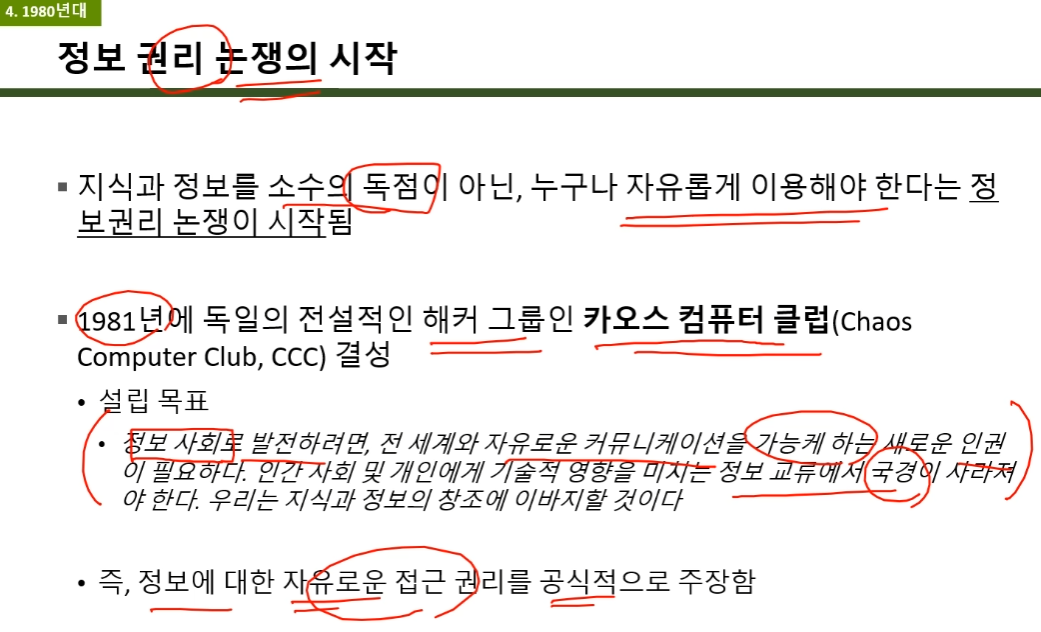 4. 1980년대
정보 권리 논쟁의 시작
▪ 지식과 정보를 소수의 독점이 아닌, 누구나 자유롭게 이용해야 한다는 정
보권리 논쟁이 시작됨
▪ 1981년에 독일의 전설적인 해커 그룹인 카오스 컴퓨터 클럽(Chaos
Computer Club, CCC) 결성
• 설립 목표
• 정보 사회로 발전하려면, 전 세계와 자유로운 커뮤니케이션을 가능케 하는 새로운 인권
이 필요하다. 인간 사회 및 개인에게 기술적 영향을 미치는 정보 교류에서 국경이 사라져
야 한다. 우리는 지식과 정보의 창조에 이바지할 것이다
• 즉, 정보에 대한 자유로운 접근 권리를 공식적으로 주장함